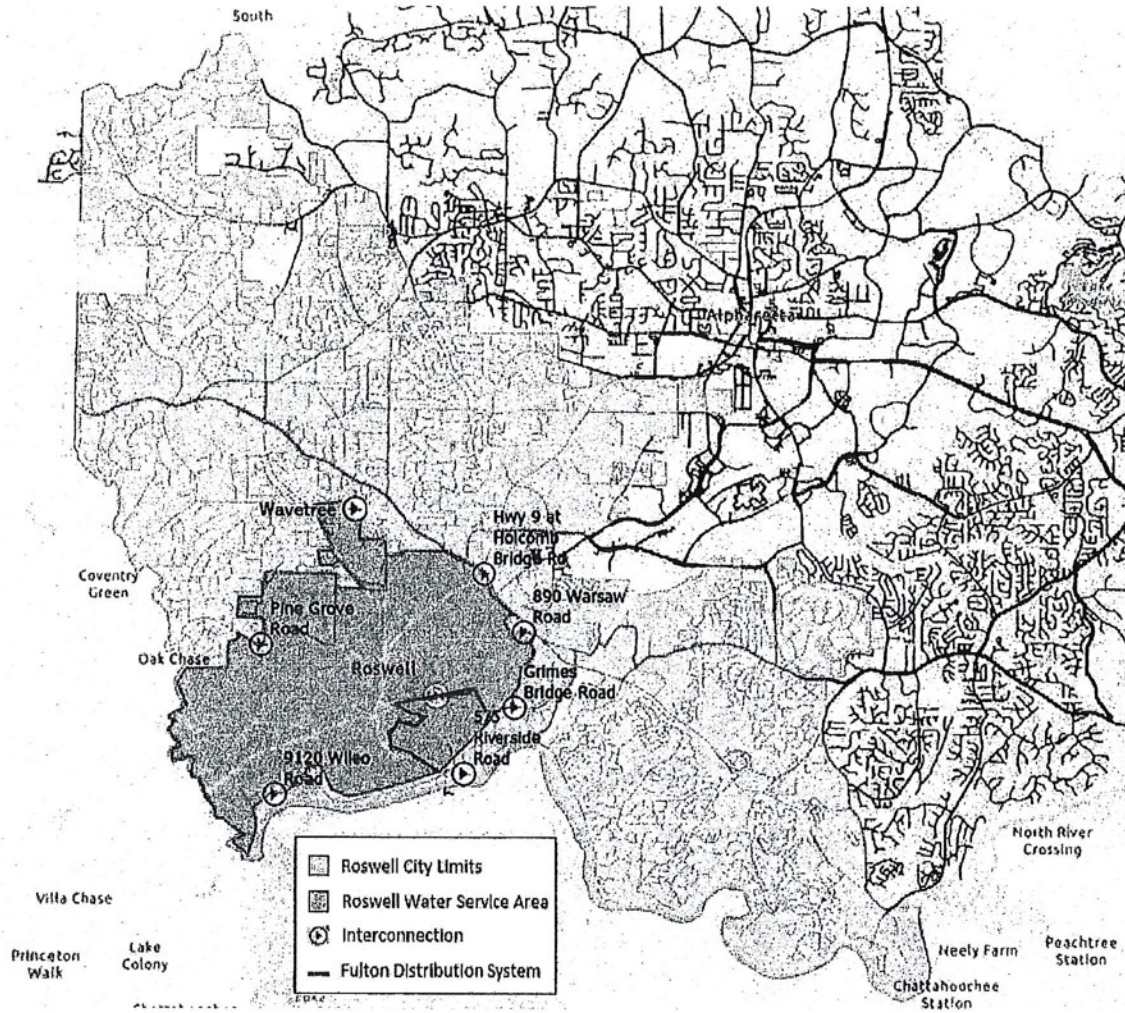 South
Alpharetta
Wavetree
Hwy 9 at
Holcomb
Bridge Rd
Coventry
Green
890 Warsaw
Road
Pine Grove
Road
Oak Chase
Roswell
Grimes
Bridge Road
575
Riverside
Road
9120 Willeo
Road
North River
Crossing
Roswell City Limits
Roswell Water Service Area
Interconnection
Fulton Distribution System
Villa Chase
Princeton
Walk
Lake
Colony
Neely Farm
Peachtree
Station
Chattahoochee
Station